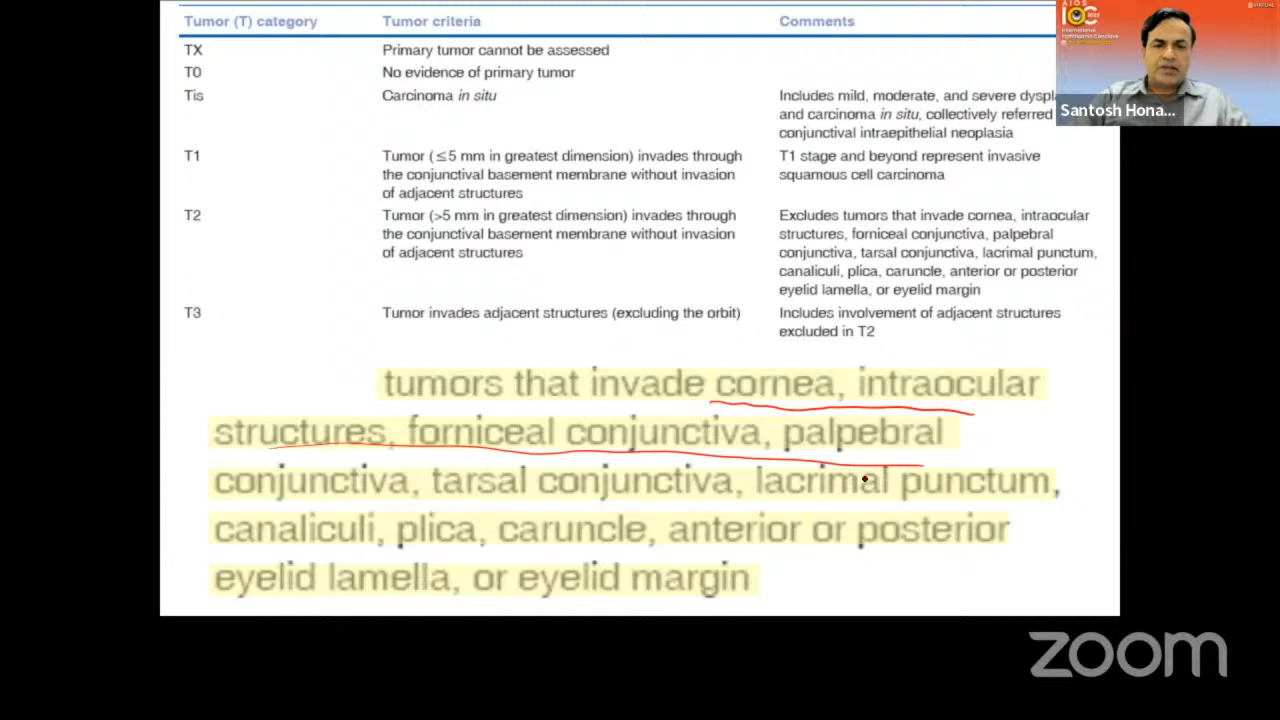 Tumor (T) category Tumor criteria Comments
TX Primary tumor cannot be assessed
T0 No evidence of primary tumor
Tis Carcinoma in situ Includes mild, moderate, and severe
and carcinoma in situ, collectively referred
conjunctival intraepithelial neoplasia
T1 Tumor (≤5 mm in greatest dimension) invades through T1 stage and beyond represent invasive
the conjunctival basement membrane without invasion squamous cell carcinoma
of adjacent structures
T2 Tumor (>5 mm in greatest dimension) invades through Excludes tumors that invade cornea, intraocular
the conjunctival basement membrane without invasion structures, forniceal conjunctiva, palpebral
of adjacent structures conjunctiva, tarsal conjunctiva, lacrimal punctum,
canaliculi, plica, caruncle, anterior or posterior
eyelid lamella, or eyelid margin
T3 Tumor invades adjacent structures (excluding the orbit) Includes involvement of adjacent structures
excluded in T2
tumors that invade cornea, intraocular
structures, forniceal conjunctiva, palpebral
conjunctiva, tarsal conjunctiva, lacrimal punctum,
canaliculi, plica, caruncle, anterior or posterior
eyelid lamella, or eyelid margin
AIOS
IOC
International
Santosh Hona...
zoom